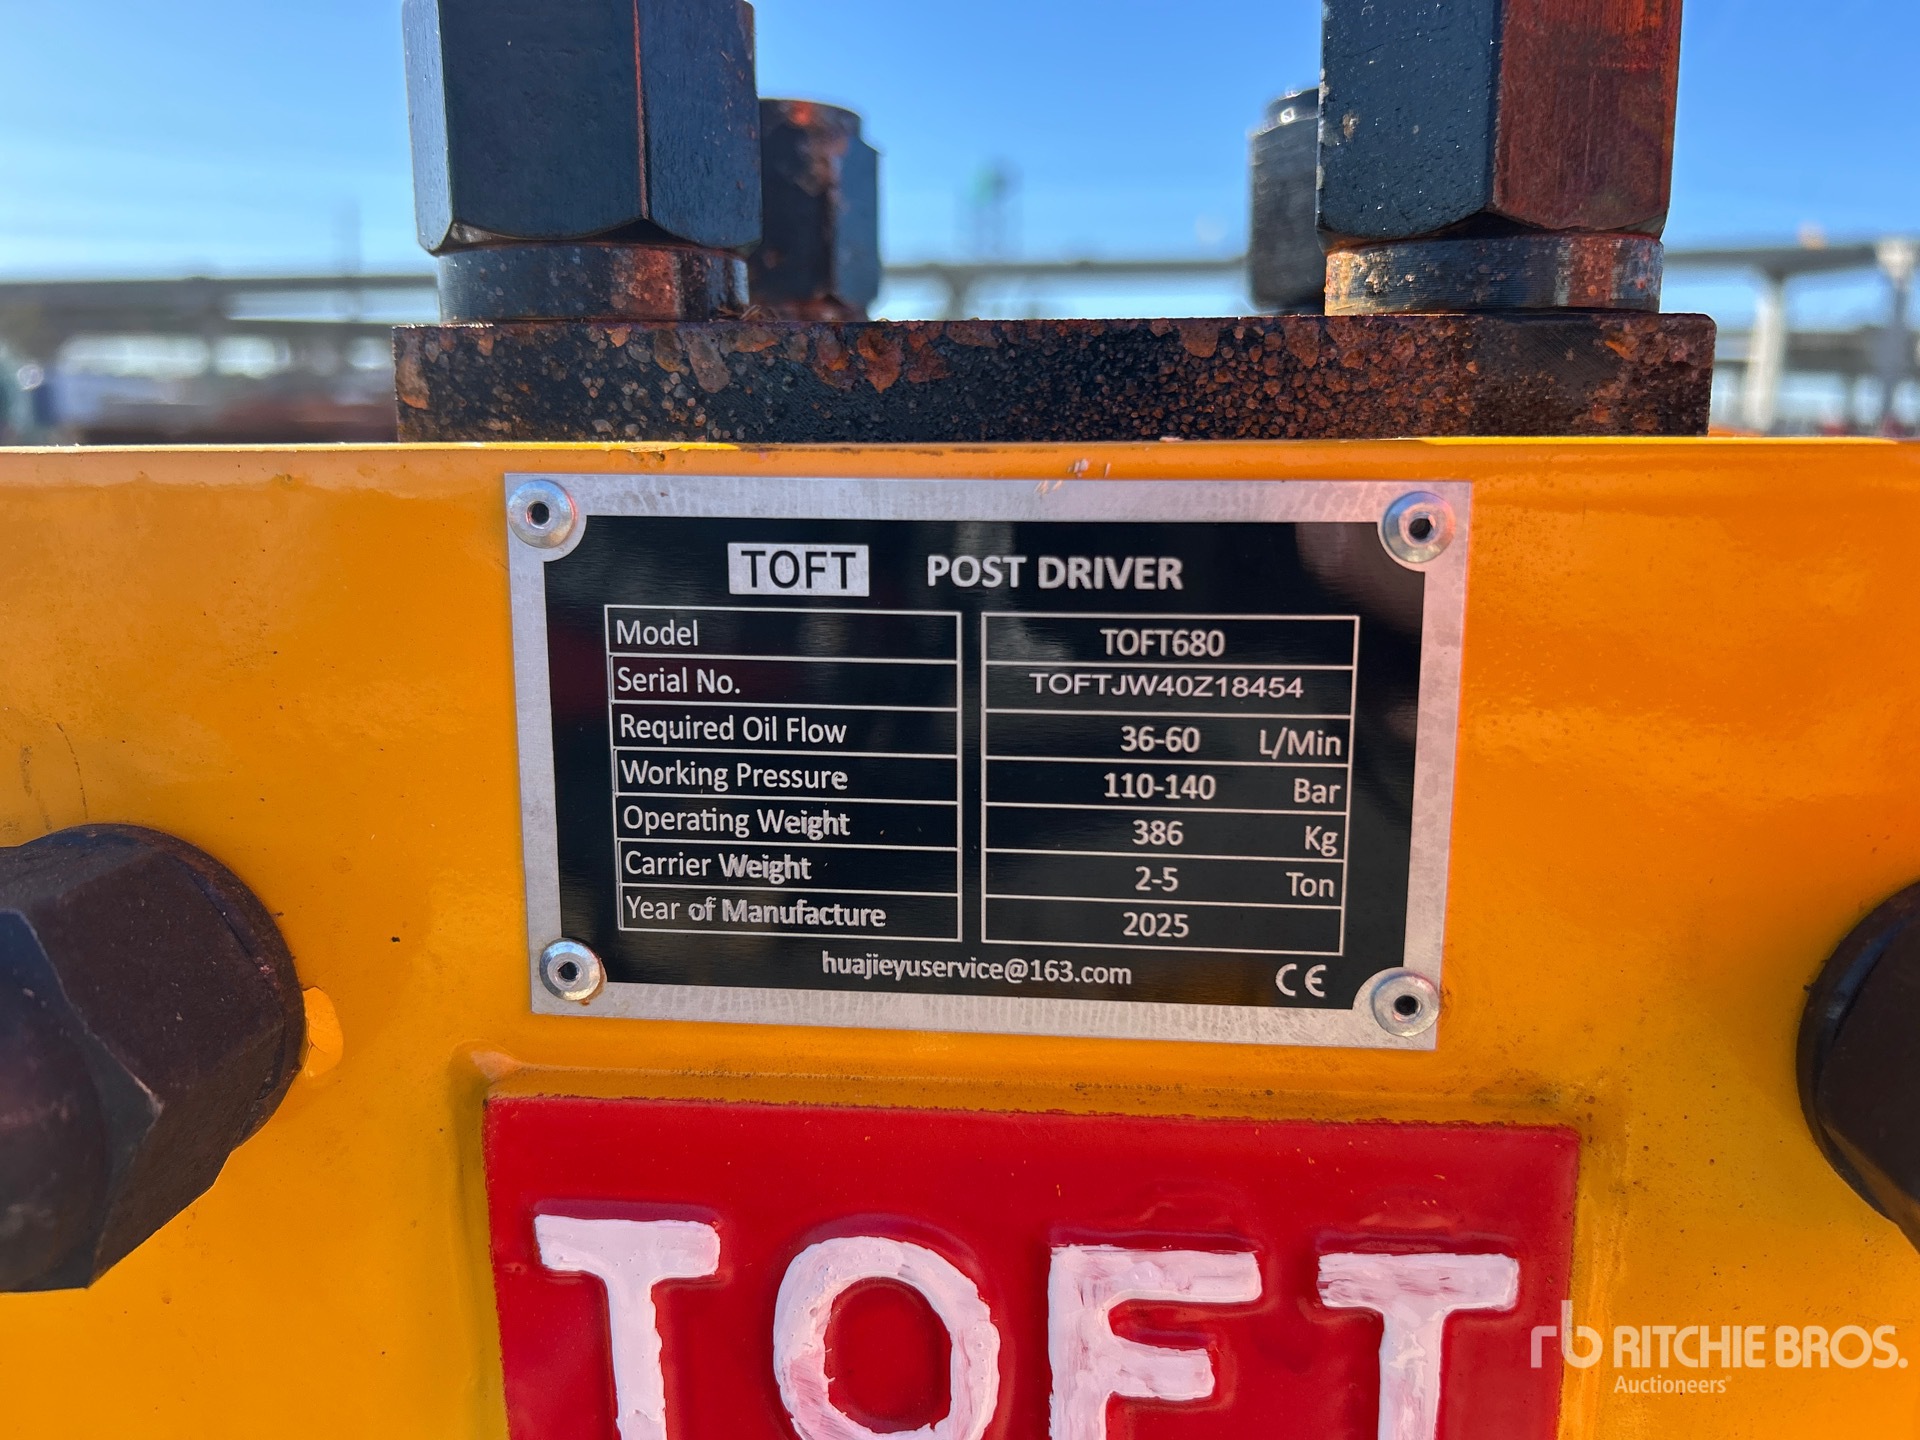 TOFT POST DRIVER
Model TOFT680
Serial No. TOFTJW40Z18454
Required Oil Flow 36-60 L/Min
Working Pressure 110-140 Bar
Operating Weight 386 Kg
Carrier Weight 2-5 Ton
Year of Manufacture 2025
huajieyuservice@163.com CE
TOFT
rb RITCHIE BROS.
Auctioneers